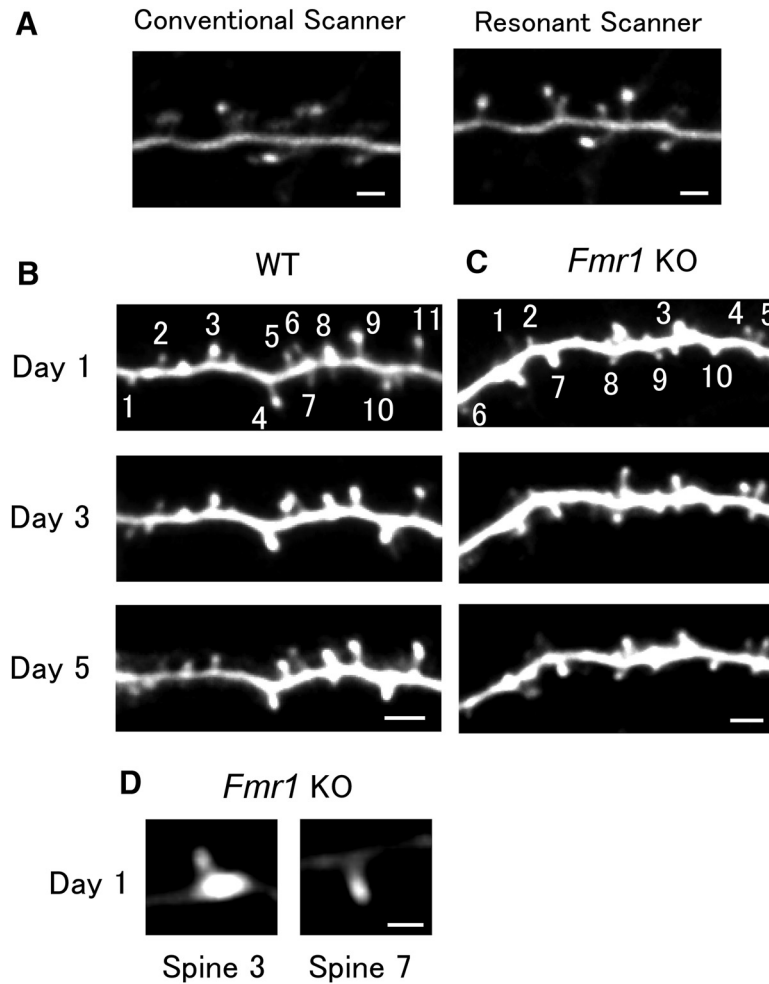 A
Conventional Scanner
Resonant Scanner
B
WT
C
Fmr1 KO
Day 1
1
2
3
4
5
6
7
8
9
10
11
1
2
3
4
5
6
7
8
9
10
Day 3
Day 5
D
Fmr1 KO
Day 1
Spine 3
Spine 7